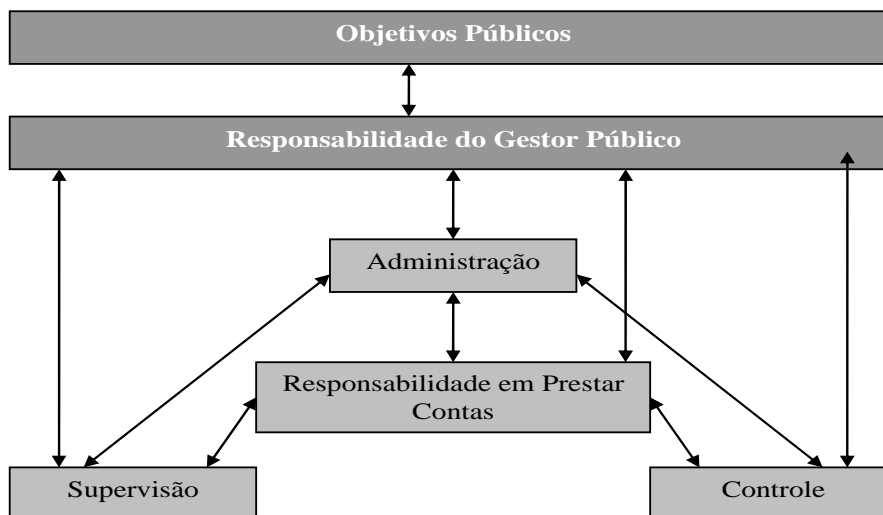 Objetivos Públicos
Responsabilidade do Gestor Público
Administração
Responsabilidade em Prestar
Contas
Supervisão
Controle